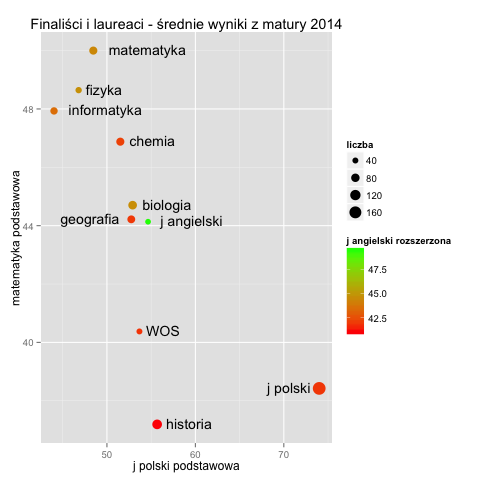 Finaliści i laureaci - średnie wyniki z matury 2014
matematyka
fizyka
informatyka
chemia
biologia
geografia
j angielski
WOS
j polski
historia
48
44
40
50
60
70
matematyka podstawowa
j polski podstawowa
liczba
40
80
120
160
j angielski rozszerzona
47.5
45.0
42.5